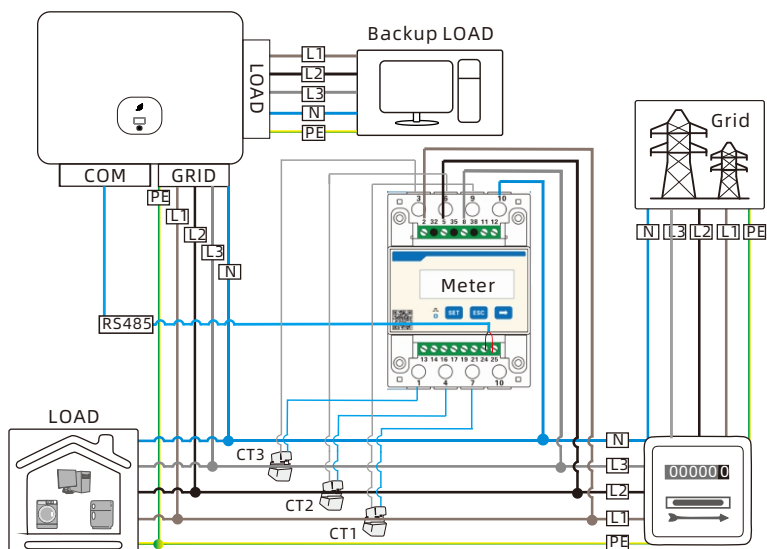 Backup LOAD
L1
L2
L3
N
PE
LOAD
COM
GRID
PE
L1
L2
L3
N
Grid
N
L3
L2
L1
PE
3
6
9
10
2 32 5 35 8 38 11 12
Meter
SET
ESC
RS485
13 14 16 17 19 21 24 25
1
4
7
10
LOAD
CT3
CT2
CT1
N
L3
L2
L1
PE
000000